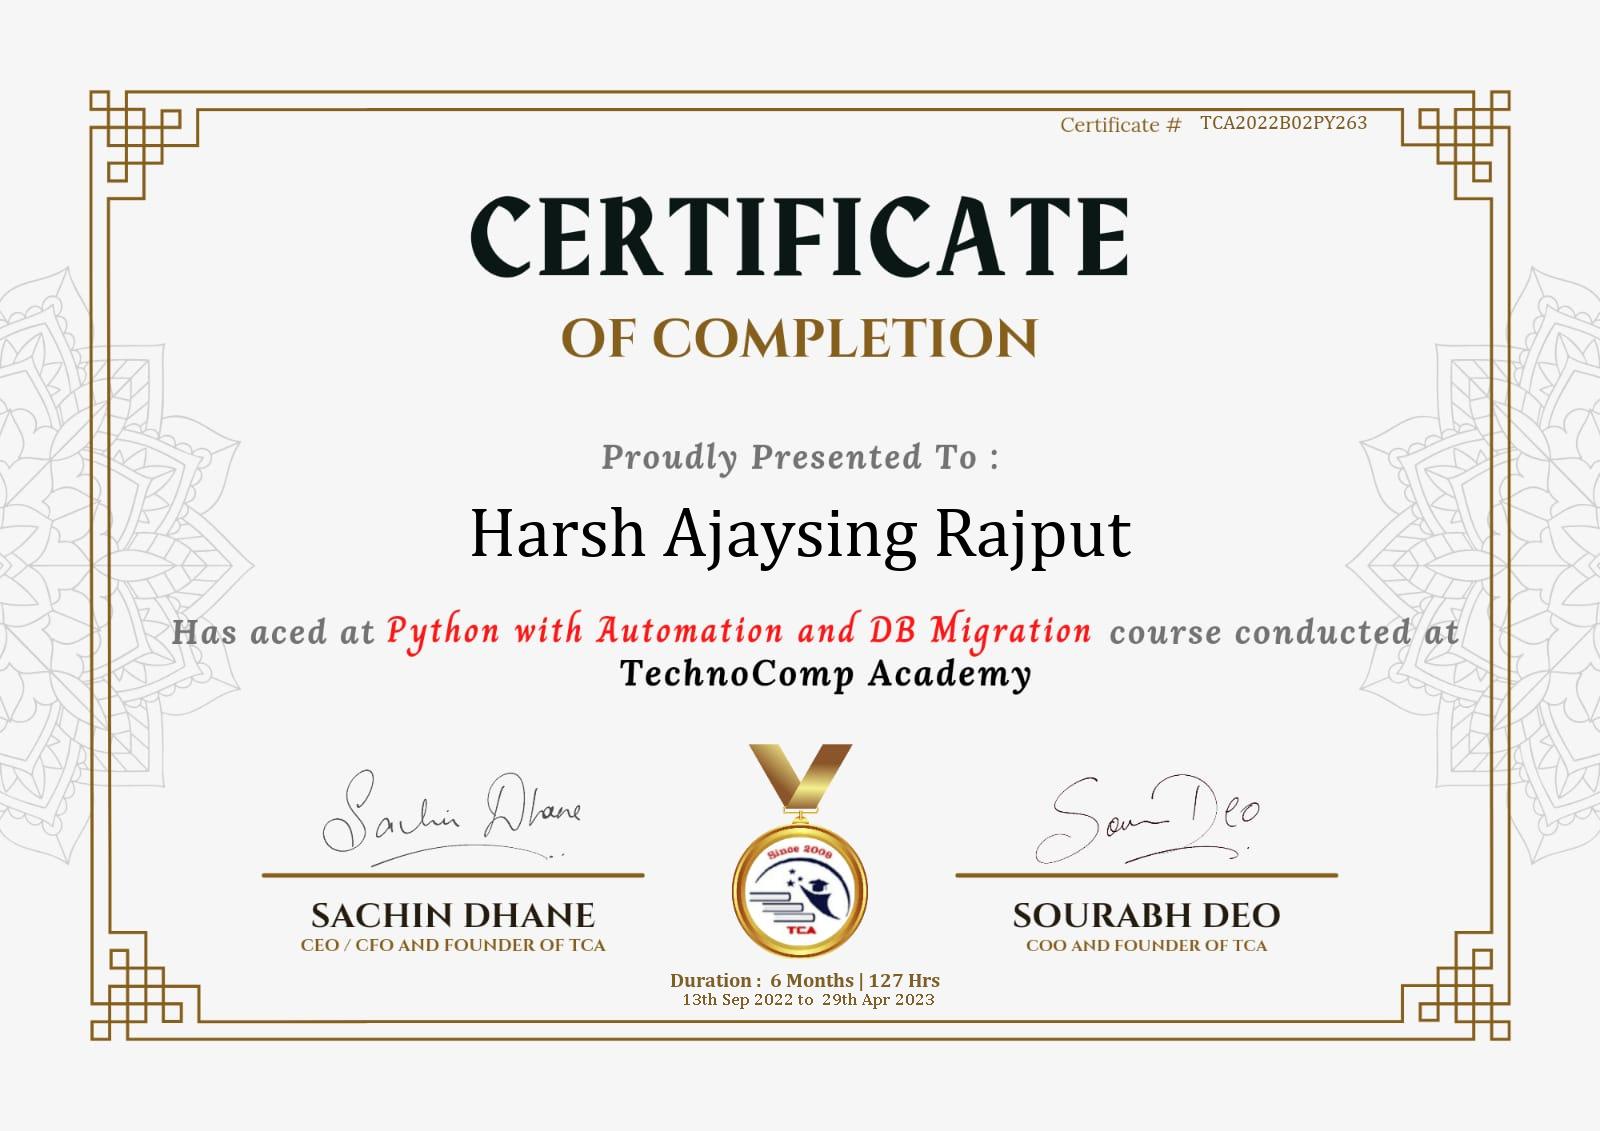 Certificate # TCA2022B02PY263
CERTIFICATE
OF COMPLETION
Proudly Presented To :
Harsh Ajaysing Rajput
Has aced at Python with Automation and DB Migration course conducted at
TechnoComp Academy
Sachin Dhane
SACHIN DHANE
CEO / CFO AND FOUNDER OF TCA
Since 2009
TCA
Sou Deo
SOURABH DEO
COO AND FOUNDER OF TCA
Duration : 6 Months | 127 Hrs
13th Sep 2022 to 29th Apr 2023